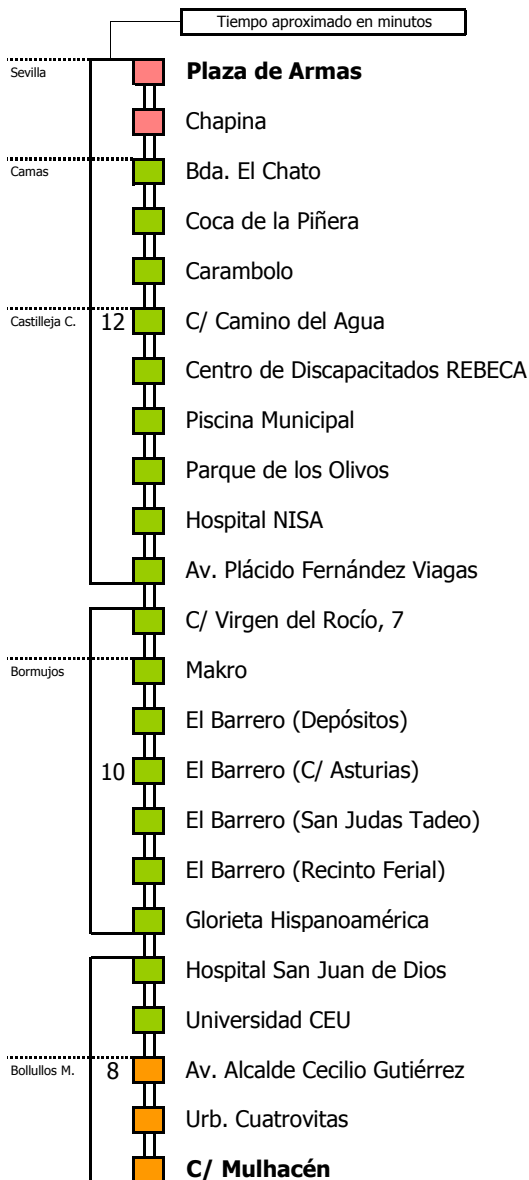 Tiempo aproximado en minutos
Sevilla
Plaza de Armas
Chapina
Camas
Bda. El Chato
Coca de la Piñera
Carambolo
Castilleja C.
12
C/ Camino del Agua
Centro de Discapacitados REBECA
Piscina Municipal
Parque de los Olivos
Hospital NISA
Av. Plácido Fernández Viagas
C/ Virgen del Rocío, 7
Bormujos
Makro
El Barrero (Depósitos)
10
El Barrero (C/ Asturias)
El Barrero (San Judas Tadeo)
El Barrero (Recinto Ferial)
Glorieta Hispanoamérica
Hospital San Juan de Dios
Universidad CEU
Bollullos M.
8
Av. Alcalde Cecilio Gutiérrez
Urb. Cuatrovitas
C/ Mulhacén